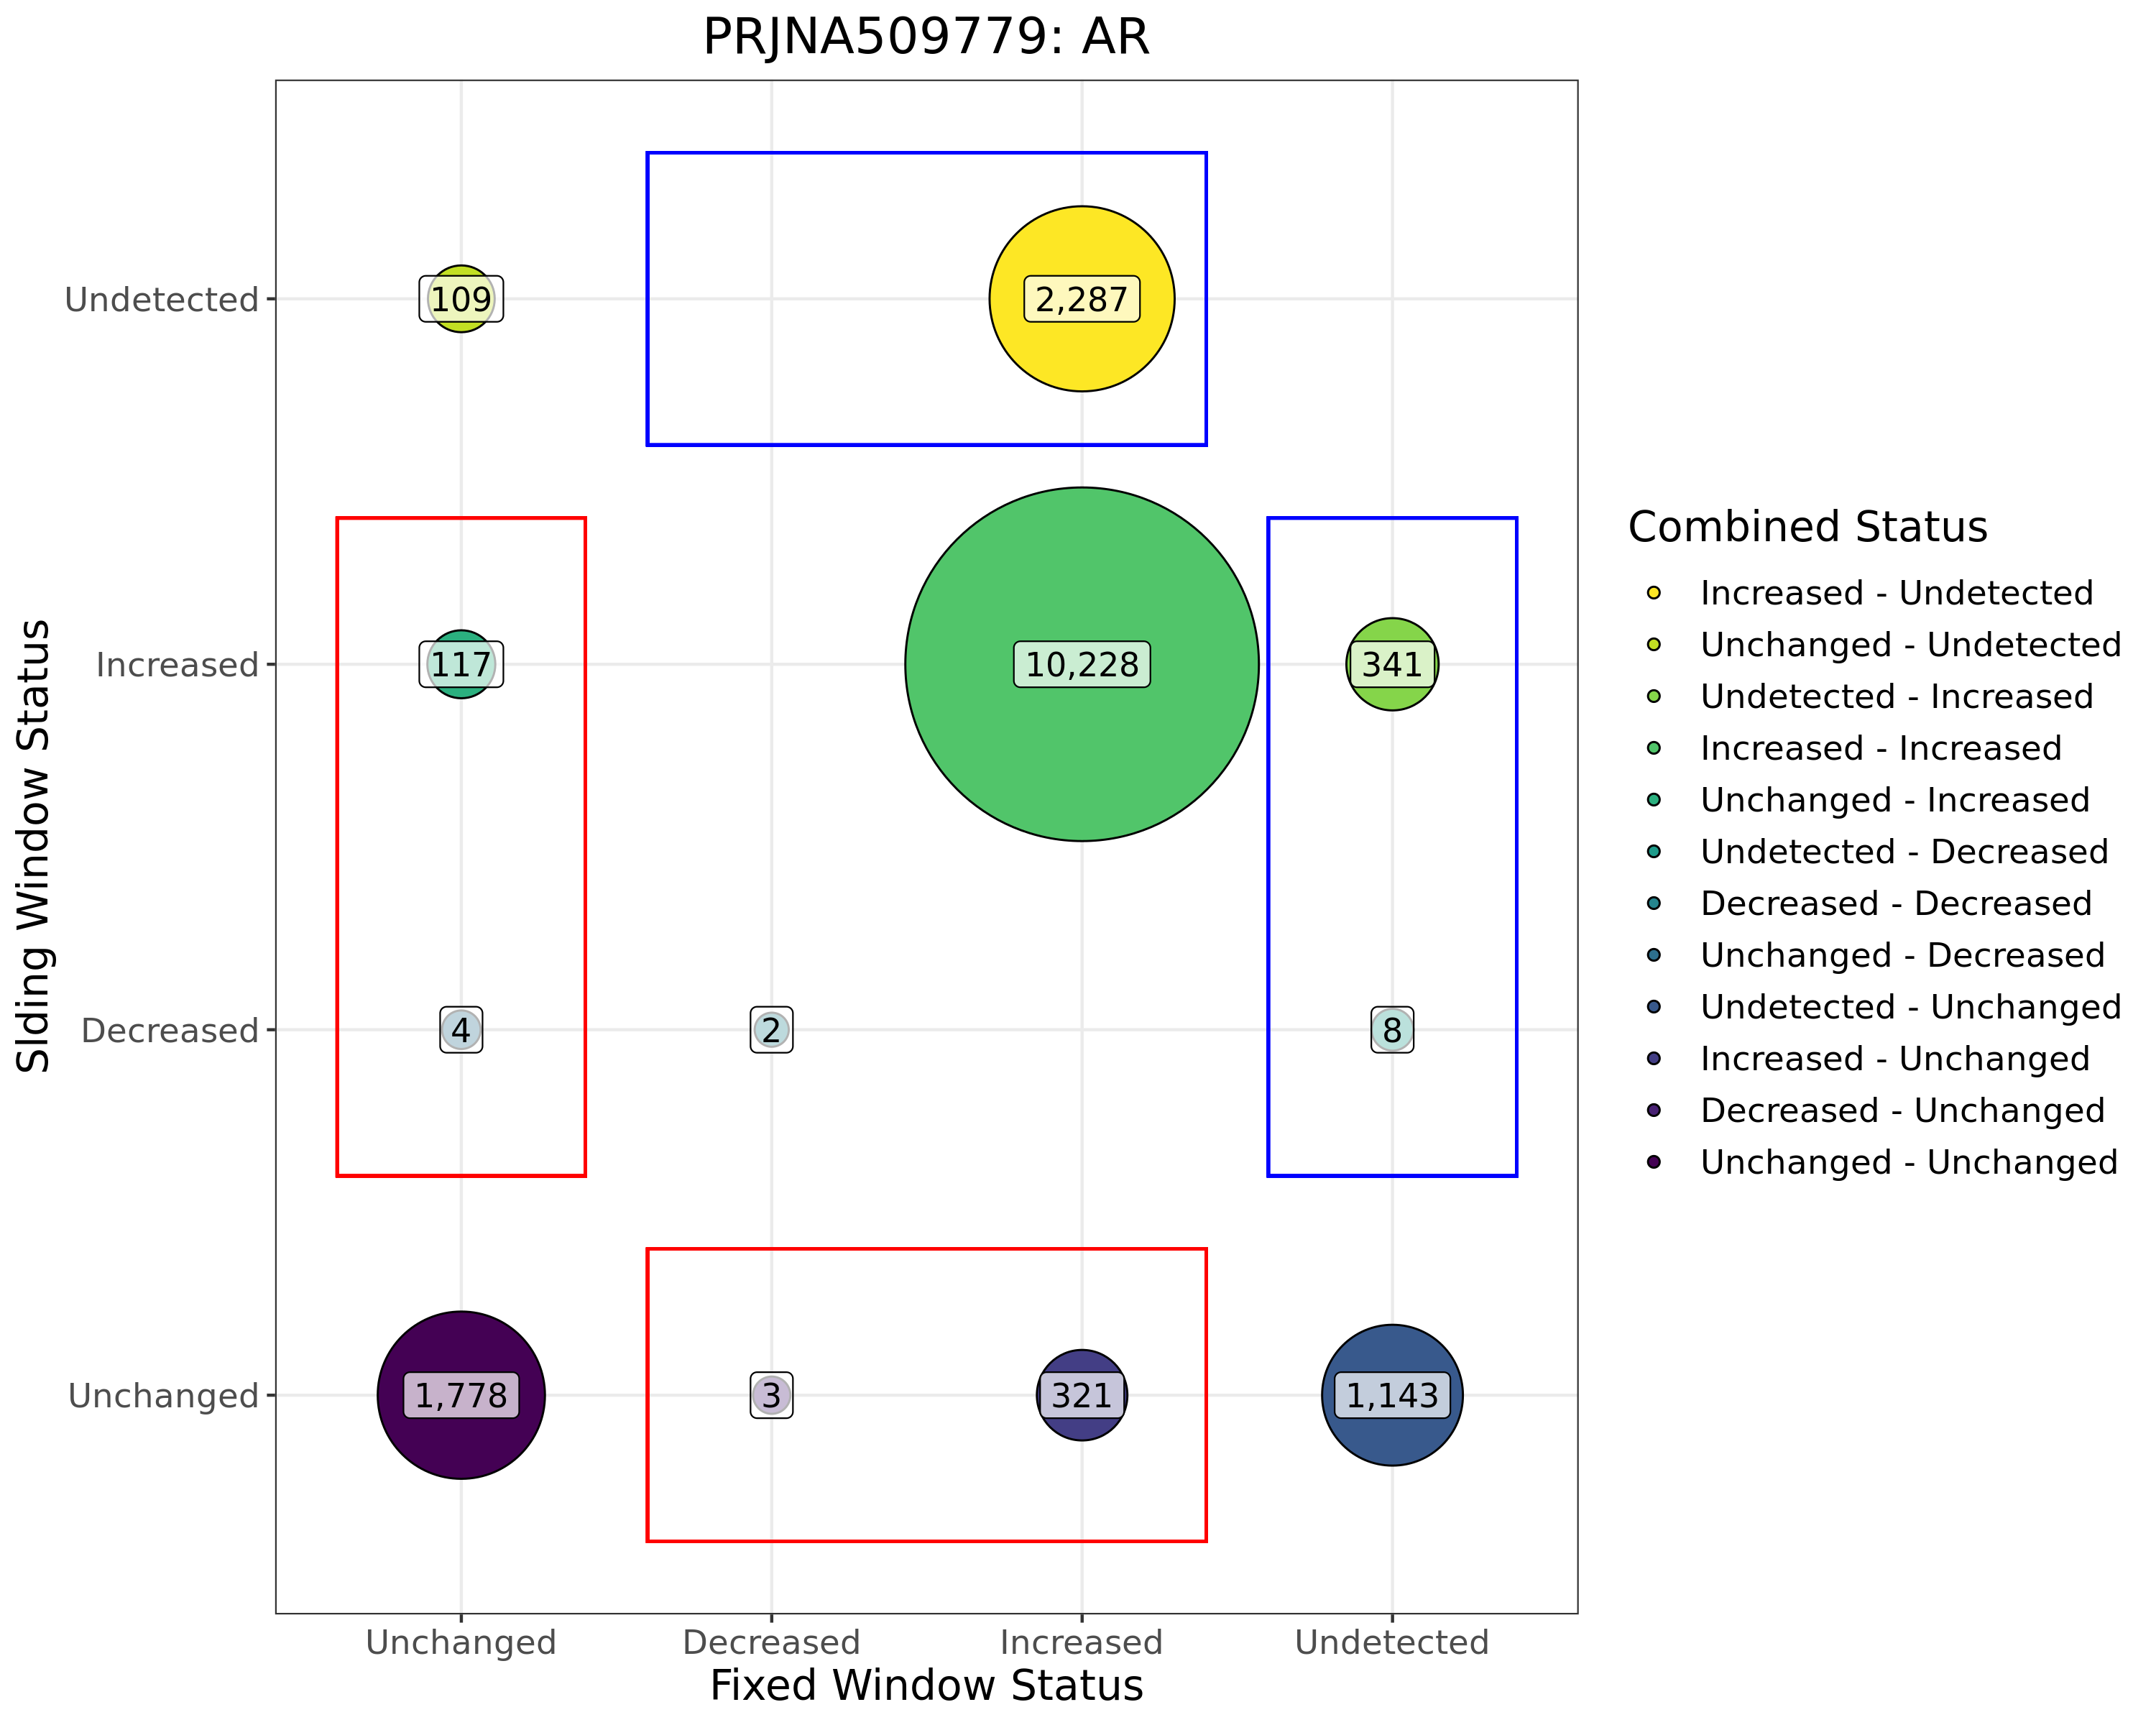 PRJNA509779: AR
Slding Window Status
Undetected
Increased
Decreased
Unchanged
109
2,287
117
10,228
341
4
2
8
1,778
3
321
1,143
Unchanged
Decreased
Increased
Undetected
Fixed Window Status
Combined Status
Increased - Undetected
Unchanged - Undetected
Undetected - Increased
Increased - Increased
Unchanged - Increased
Undetected - Decreased
Decreased - Decreased
Unchanged - Decreased
Undetected - Unchanged
Increased - Unchanged
Decreased - Unchanged
Unchanged - Unchanged